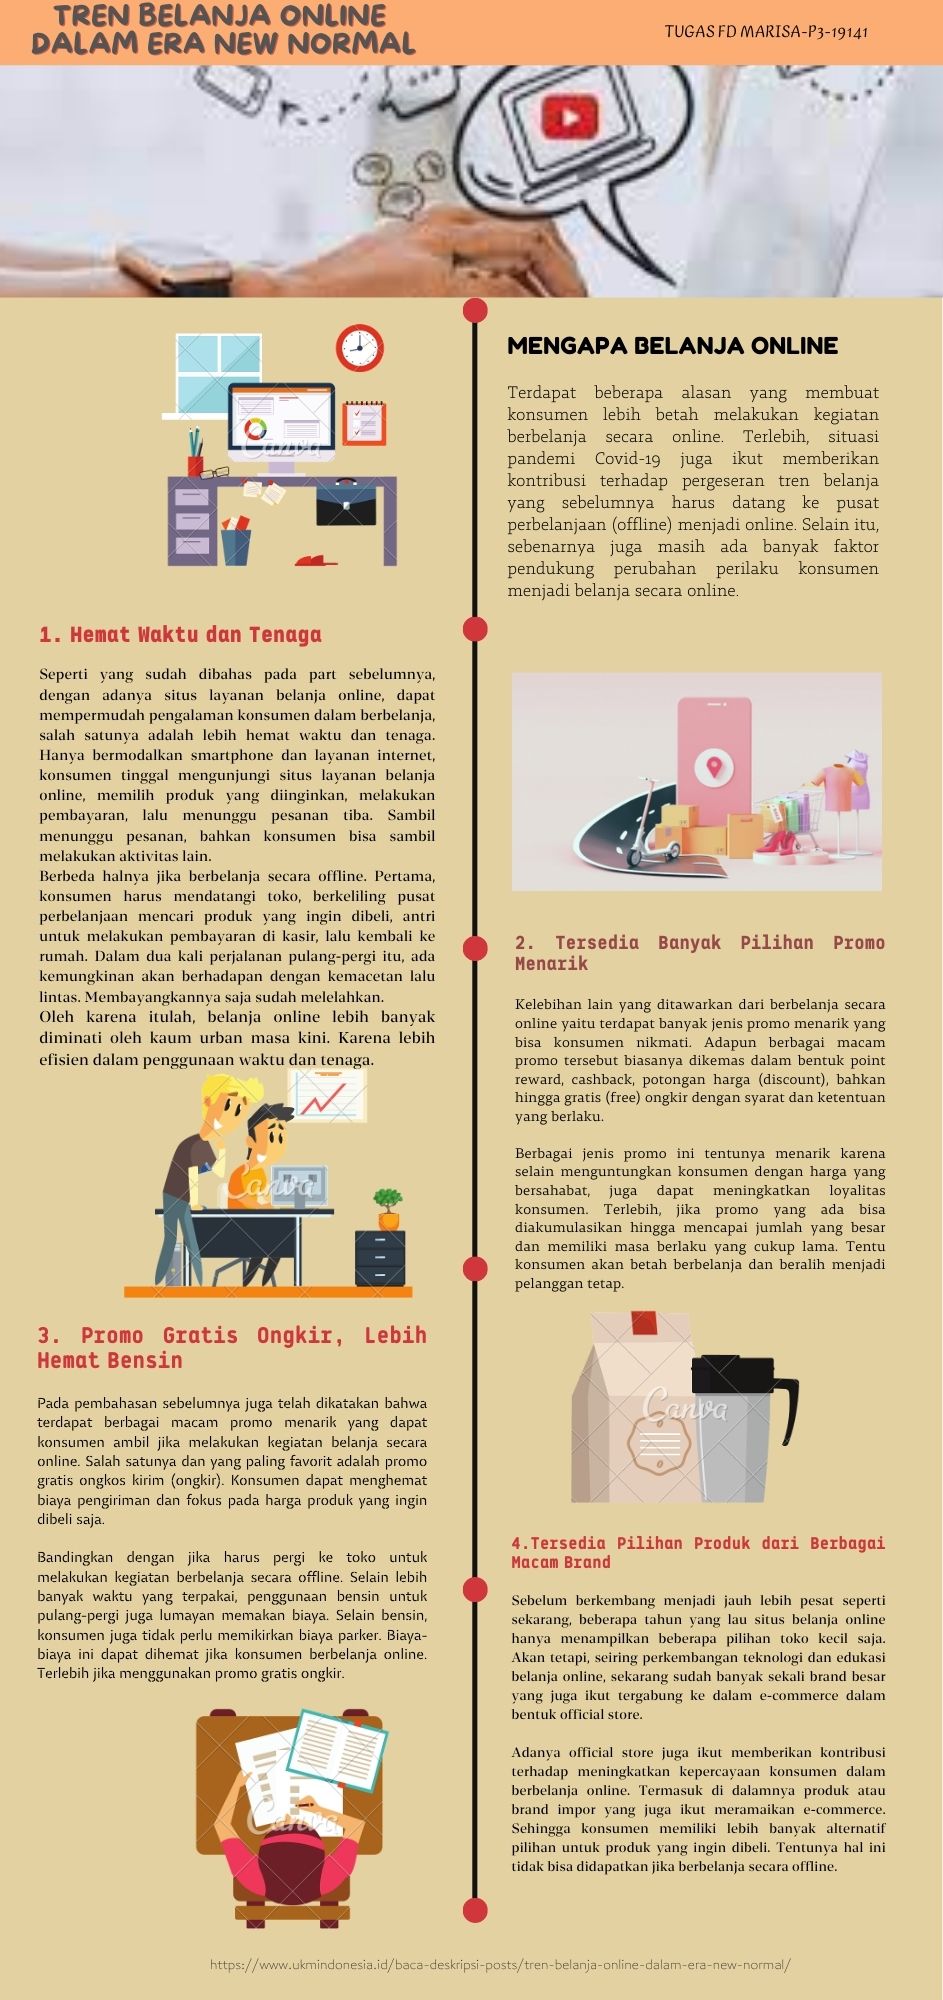 TREN BELANJA ONLINE
DALAM ERA NEW NORMAL
TUGAS FD MARISA-P3-19141
MENGAPA BELANJA ONLINE
Terdapat beberapa alasan yang membuat
konsumen lebih betah melakukan kegiatan
berbelanja secara online. Terlebih, situasi
pandemi Covid-19 juga ikut memberikan
kontribusi terhadap pergeseran tren belanja
yang sebelumnya harus datang ke pusat
perbelanjaan (offline) menjadi online. Selain itu,
sebenarnya juga masih ada banyak faktor
pendukung perubahan perilaku konsumen
menjadi belanja secara online.
Canva
1. Hemat Waktu dan Tenaga
Seperti yang sudah dibahas pada part sebelumnya,
dengan adanya situs layanan belanja online, dapat
mempermudah pengalaman konsumen dalam berbelanja,
salah satunya adalah lebih hemat waktu dan tenaga.
Hanya bermodalkan smartphone dan layanan internet,
konsumen tinggal mengunjungi situs layanan belanja
online, memilih produk yang diinginkan, melakukan
pembayaran, lalu menunggu pesanan tiba. Sambil
menunggu pesanan, bahkan konsumen bisa sambil
melakukan aktivitas lain.
Berbeda halnya jika berbelanja secara offline. Pertama,
konsumen harus mendatangi toko, berkeliling pusat
perbelanjaan mencari produk yang ingin dibeli, antri
untuk melakukan pembayaran di kasir, lalu kembali ke
rumah. Dalam dua kali perjalanan pulang-pergi itu, ada
kemungkinan akan berhadapan dengan kemacetan lalu
lintas. Membayangkannya saja sudah melelahkan.
Oleh karena itulah, belanja online lebih banyak
diminati oleh kaum urban masa kini. Karena lebih
efisien dalam penggunaan waktu dan tenaga.
2. Tersedia Banyak Pilihan Promo
Menarik
Kelebihan lain yang ditawarkan dari berbelanja secara
online yaitu terdapat banyak jenis promo menarik yang
bisa konsumen nikmati. Adapun berbagai macam
promo tersebut biasanya dikemas dalam bentuk point
reward, cashback, potongan harga (discount), bahkan
hingga gratis (free) ongkir dengan syarat dan ketentuan
yang berlaku.
Berbagai jenis promo ini tentunya menarik karena
selain menguntungkan konsumen dengan harga yang
bersahabat, juga dapat meningkatkan loyalitas
konsumen. Terlebih, jika promo yang ada bisa
diakumulasikan hingga mencapai jumlah yang besar
dan memiliki masa berlaku yang cukup lama. Tentu
konsumen akan betah berbelanja dan beralih menjadi
pelanggan tetap.
Canva
3. Promo Gratis Ongkir, Lebih
Hemat Bensin
Pada pembahasan sebelumnya juga telah dikatakan bahwa
terdapat berbagai macam promo menarik yang dapat
konsumen ambil jika melakukan kegiatan belanja secara
online. Salah satunya dan yang paling favorit adalah promo
gratis ongkos kirim (ongkir). Konsumen dapat menghemat
biaya pengiriman dan fokus pada harga produk yang ingin
dibeli saja.
Bandingkan dengan jika harus pergi ke toko untuk
melakukan kegiatan berbelanja secara offline. Selain lebih
banyak waktu yang terpakai, penggunaan bensin untuk
pulang-pergi juga lumayan memakan biaya. Selain bensin,
konsumen juga tidak perlu memikirkan biaya parker. Biaya-
biaya ini dapat dihemat jika konsumen berbelanja online.
Terlebih jika menggunakan promo gratis ongkir.
Canva
4.Tersedia Pilihan Produk dari Berbagai
Macam Brand
Sebelum berkembang menjadi jauh lebih pesat seperti
sekarang, beberapa tahun yang lau situs belanja online
hanya menampilkan beberapa pilihan toko kecil saja.
Akan tetapi, seiring perkembangan teknologi dan edukasi
belanja online, sekarang sudah banyak sekali brand besar
yang juga ikut tergabung ke dalam e-commerce dalam
bentuk official store.
Adanya official store juga ikut memberikan kontribusi
terhadap meningkatkan kepercayaan konsumen dalam
berbelanja online. Termasuk di dalamnya produk atau
brand impor yang juga ikut meramaikan e-commerce.
Sehingga konsumen memiliki lebih banyak alternatif
pilihan untuk produk yang ingin dibeli. Tentunya hal ini
tidak bisa didapatkan jika berbelanja secara offline.
Canva
https://www.ukmindonesia.id/baca-deskripsi-posts/tren-belanja-online-dalam-era-new-normal/